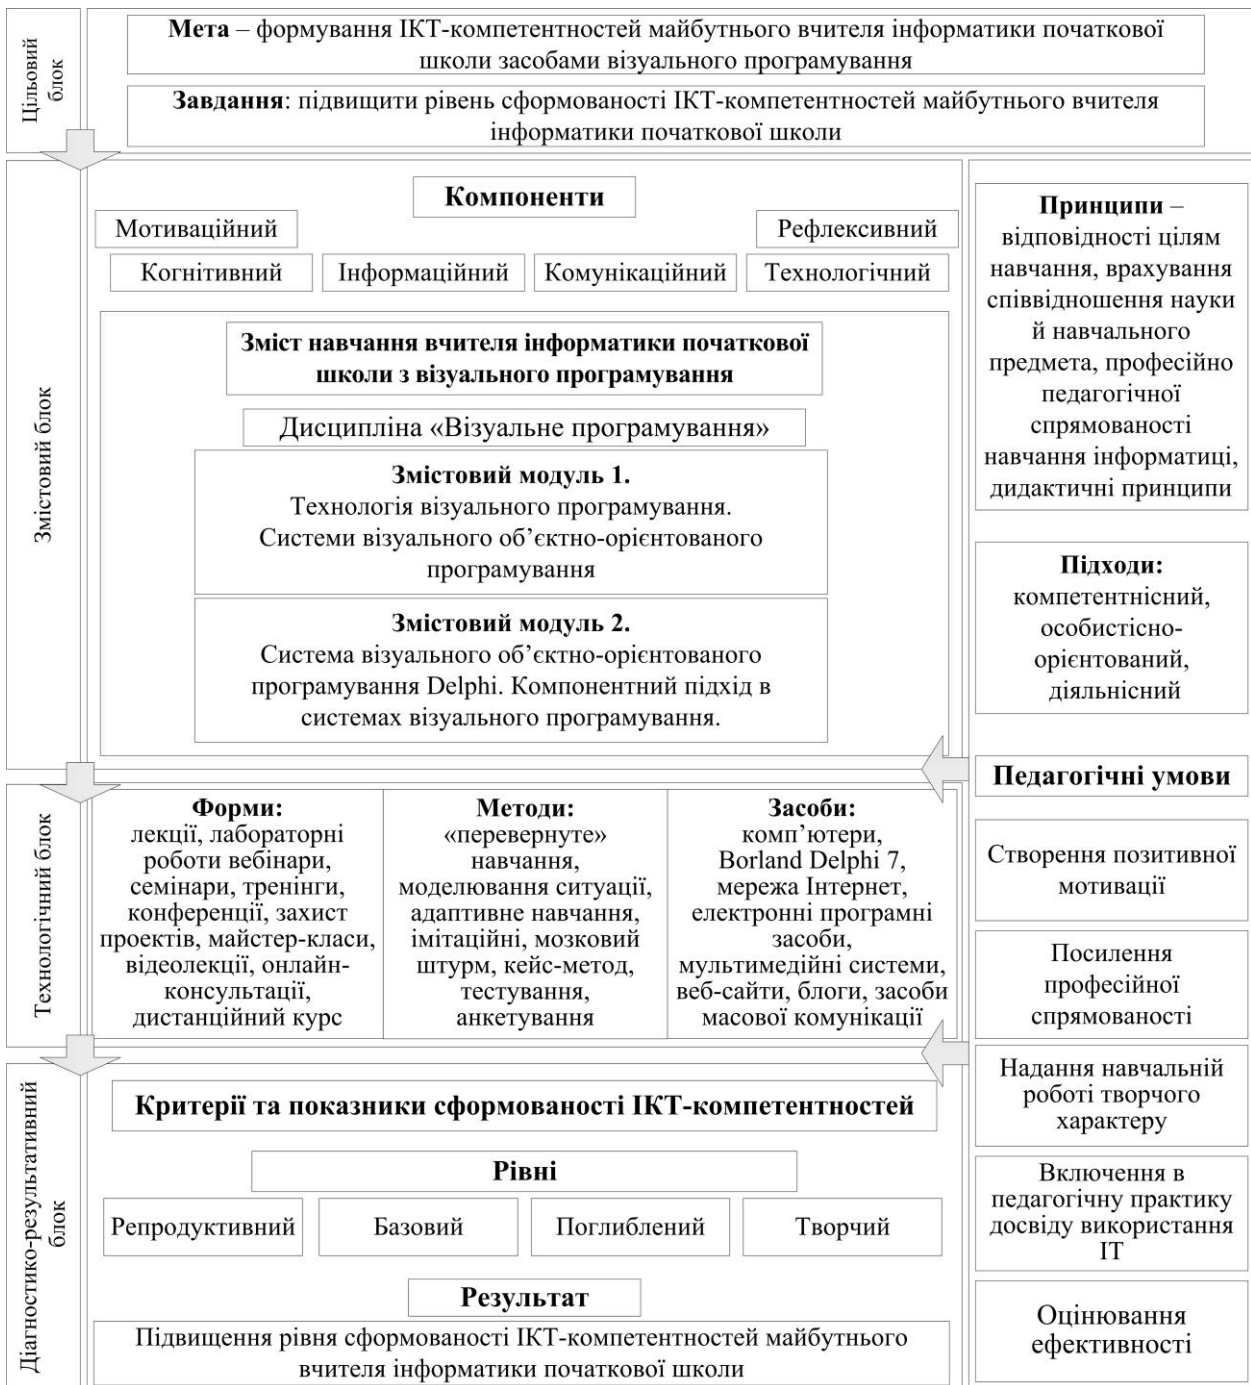 Цільовий
блок
Мета – формування ІКТ-компетентностей майбутнього вчителя інформатики початкової
школи засобами візуального програмування
Завдання: підвищити рівень сформованості ІКТ-компетентностей майбутнього вчителя
інформатики початкової школи
Змістовий блок
Компоненти
Мотиваційний
Рефлексивний
Когнітивний
Інформаційний
Комунікаційний
Технологічний
Зміст навчання вчителя інформатики початкової
школи з візуального програмування
Дисципліна «Візуальне програмування»
Змістовий модуль 1.
Технологія візуального програмування.
Системи візуального об’єктно-орієнтованого
програмування
Змістовий модуль 2.
Система візуального об’єктно-орієнтованого
програмування Delphi. Компонентний підхід в
системах візуального програмування.
Принципи –
відповідності цілям
навчання, врахування
співвідношення науки
й навчального
предмета, професійно
педагогічної
спрямованості
навчання інформатиці,
дидактичні принципи
Підходи:
компетентнісний,
особистісно-
орієнтований,
діяльнісний
Педагогічні умови
Створення позитивної
мотивації
Посилення
професійної
спрямованості
Надання навчальній
роботі творчого
характеру
Включення в
педагогічну практику
досвіду використання
ІТ
Оцінювання
ефективності
Технологічний блок
Форми:
лекції, лабораторні
роботи вебінари,
семінари, тренінги,
конференції, захист
проектів, майстер-класи,
відеолекції, онлайн-
консультації,
дистанційний курс
Методи:
«перевернуте»
навчання,
моделювання ситуації,
адаптивне навчання,
імітаційні, мозковий
штурм, кейс-метод,
тестування,
анкетування
Засоби:
комп’ютери,
Borland Delphi 7,
мережа Інтернет,
електронні програмні
засоби,
мультимедійні системи,
веб-сайти, блоги, засоби
масової комунікації
Діагностико-результативний
блок
Критерії та показники сформованості ІКТ-компетентностей
Рівні
Репродуктивний
Базовий
Поглиблений
Творчий
Результат
Підвищення рівня сформованості ІКТ-компетентностей майбутнього
вчителя інформатики початкової школи